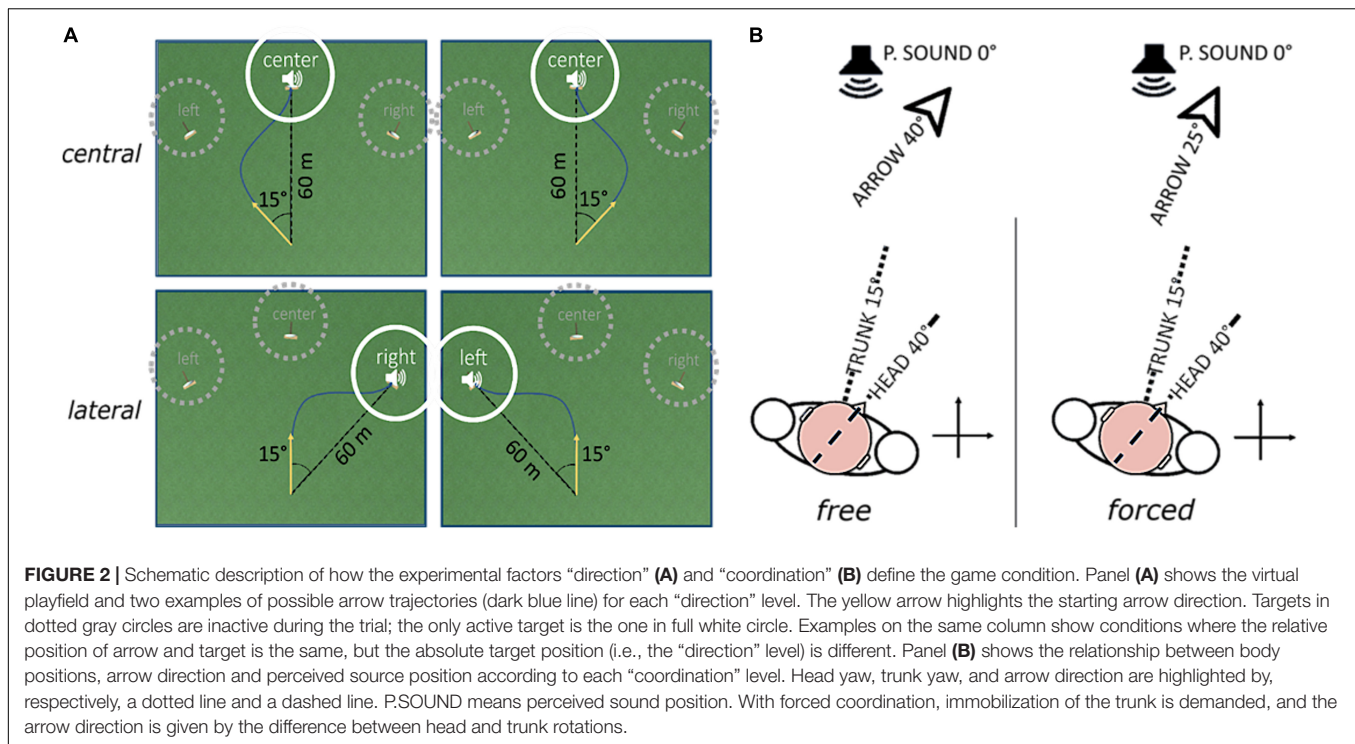 A
center
left
right
central
60 m
15°
center
left
right
60 m
15°
center
left
right
lateral
15°
60 m
center
left
right
60 m
15°
B
P. SOUND 0°
ARROW 40°
TRUNK 15°
HEAD 40°
free
P. SOUND 0°
ARROW 25°
TRUNK 15°
HEAD 40°
forced
FIGURE 2 | Schematic description of how the experimental factors “direction” (A) and “coordination” (B) define the game condition. Panel (A) shows the virtual
playfield and two examples of possible arrow trajectories (dark blue line) for each “direction” level. The yellow arrow highlights the starting arrow direction. Targets in
dotted gray circles are inactive during the trial; the only active target is the one in full white circle. Examples on the same column show conditions where the relative
position of arrow and target is the same, but the absolute target position (i.e., the “direction” level) is different. Panel (B) shows the relationship between body
positions, arrow direction and perceived source position according to each “coordination” level. Head yaw, trunk yaw, and arrow direction are highlighted by,
respectively, a dotted line and a dashed line. P.SOUND means perceived sound position. With forced coordination, immobilization of the trunk is demanded, and the
arrow direction is given by the difference between head and trunk rotations.